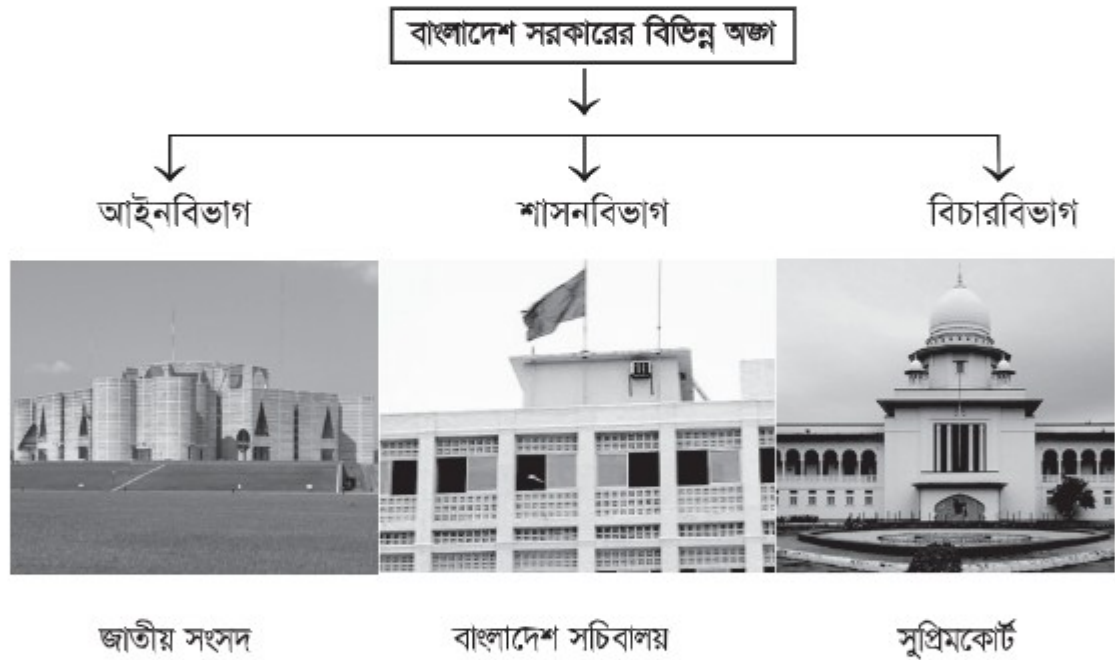 বাংলাদেশ সরকারের বিভিন্ন অঙ্গ
আইনবিভাগ শাসনবিভাগ বিচারবিভাগ
জাতীয় সংসদ বাংলাদেশ সচিবালয় সুপ্রিমকোর্ট